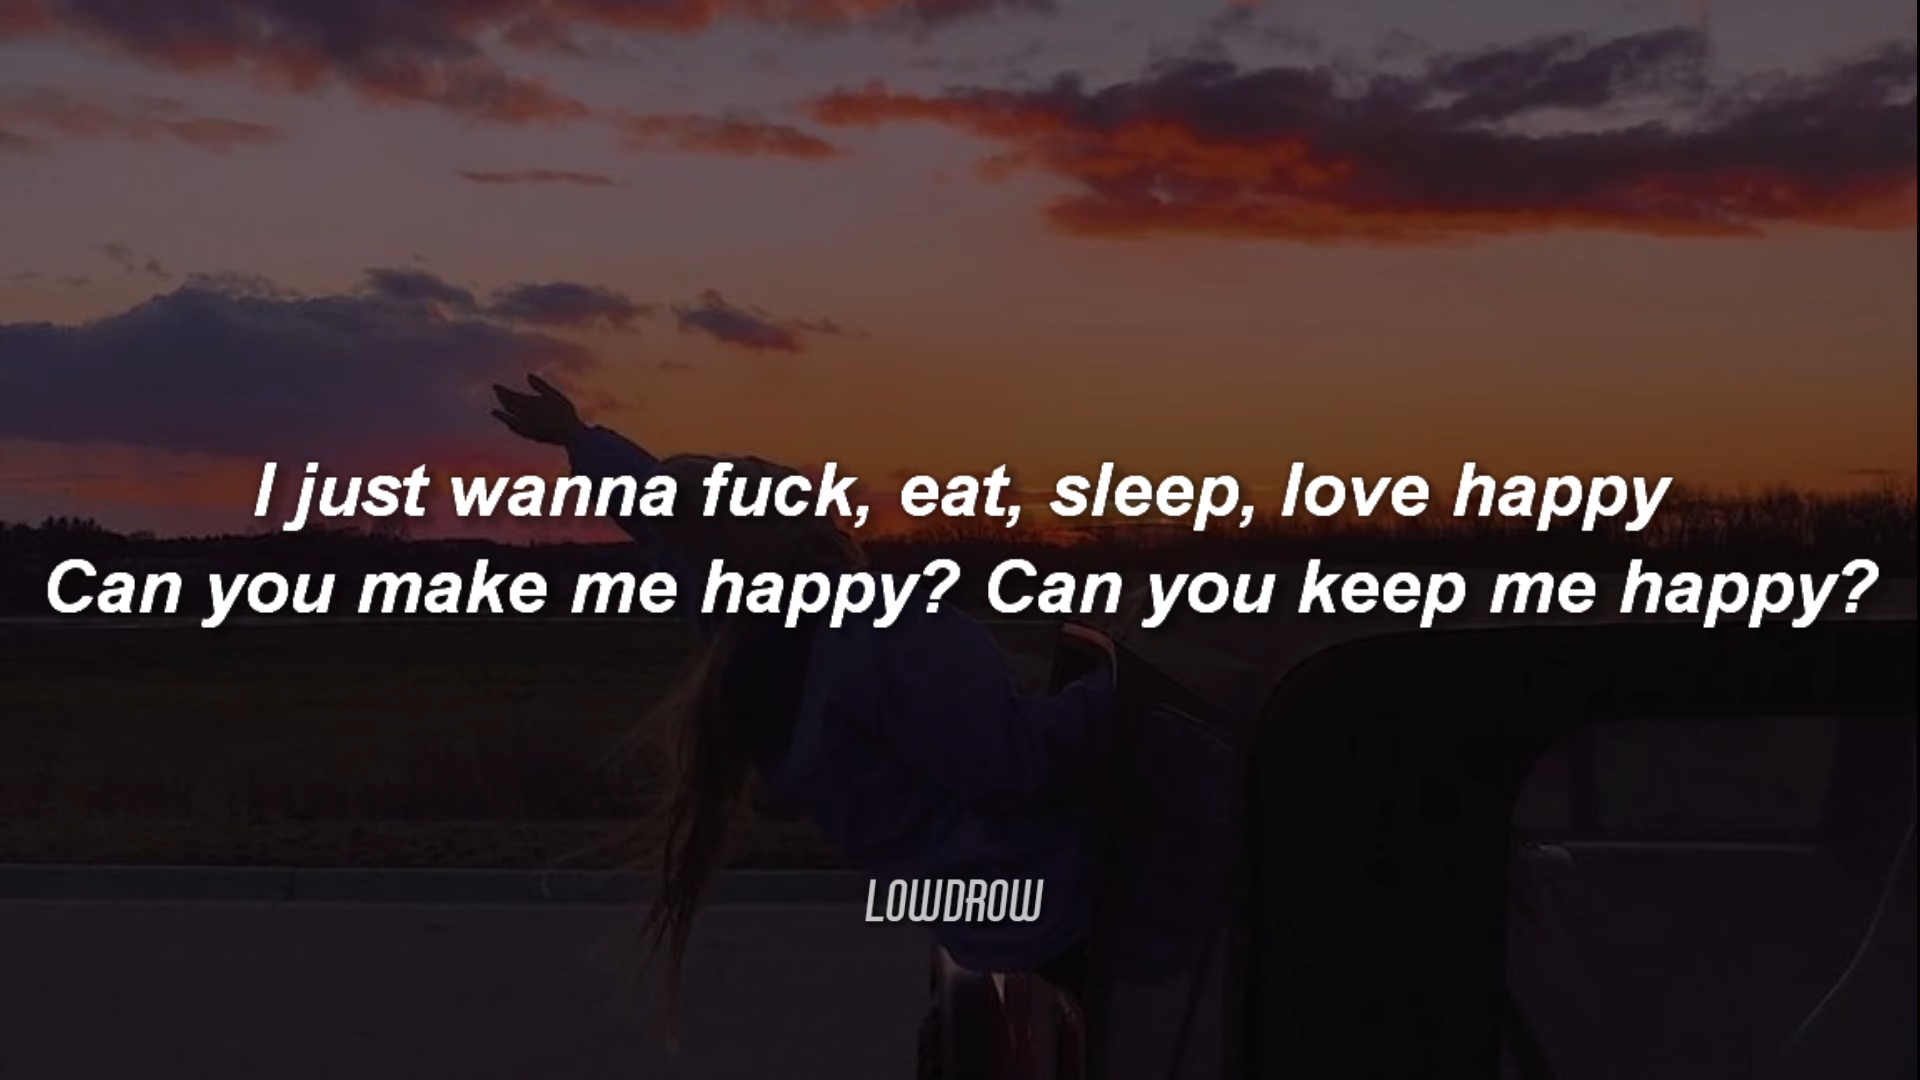 I just wanna fuck, eat, sleep, love happy
Can you make me happy? Can you keep me happy?
LOWDROW